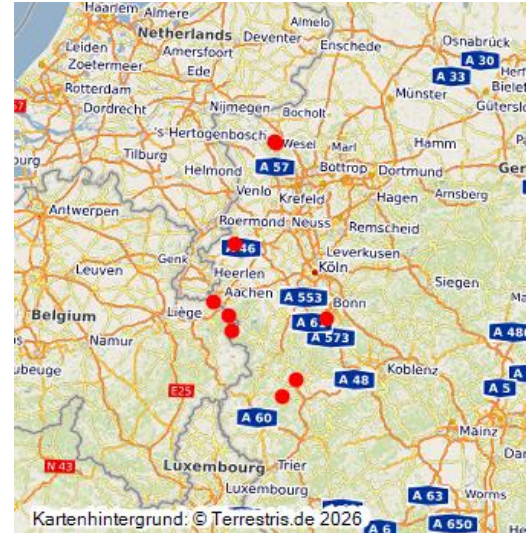 Haarlem
Almere
Almelo
Netherlands
Deventer
Osnabrück
A 30
Leiden
Amersfoort
Enschede
Zoetermeer
Ede
A 33
Rotterdam
Münster
Dordrecht
Nijmegen
Bocholt
's Hertogenbosch
Wesel
Marl
Hamm
Tilburg
A 57
Bottrop
Dortmund
Helmond
Venlo
Krefeld
Hagen
Arnsberg
Antwerpen
Roermond
Neuss
Remscheid
A 46
Leverkusen
Genk
Leuven
Heerlen
Köln
Siegen
Aachen
A 553
Bonn
Belgium
Liège
A 573
Namur
Koblenz
A 48
A 5
E25
A 60
Mainz
N 43
Luxembourg
Trier
Luxembourg
A 63
Worms
A 6
A 650
Kartenhintergrund: © Terrestris.de 2026